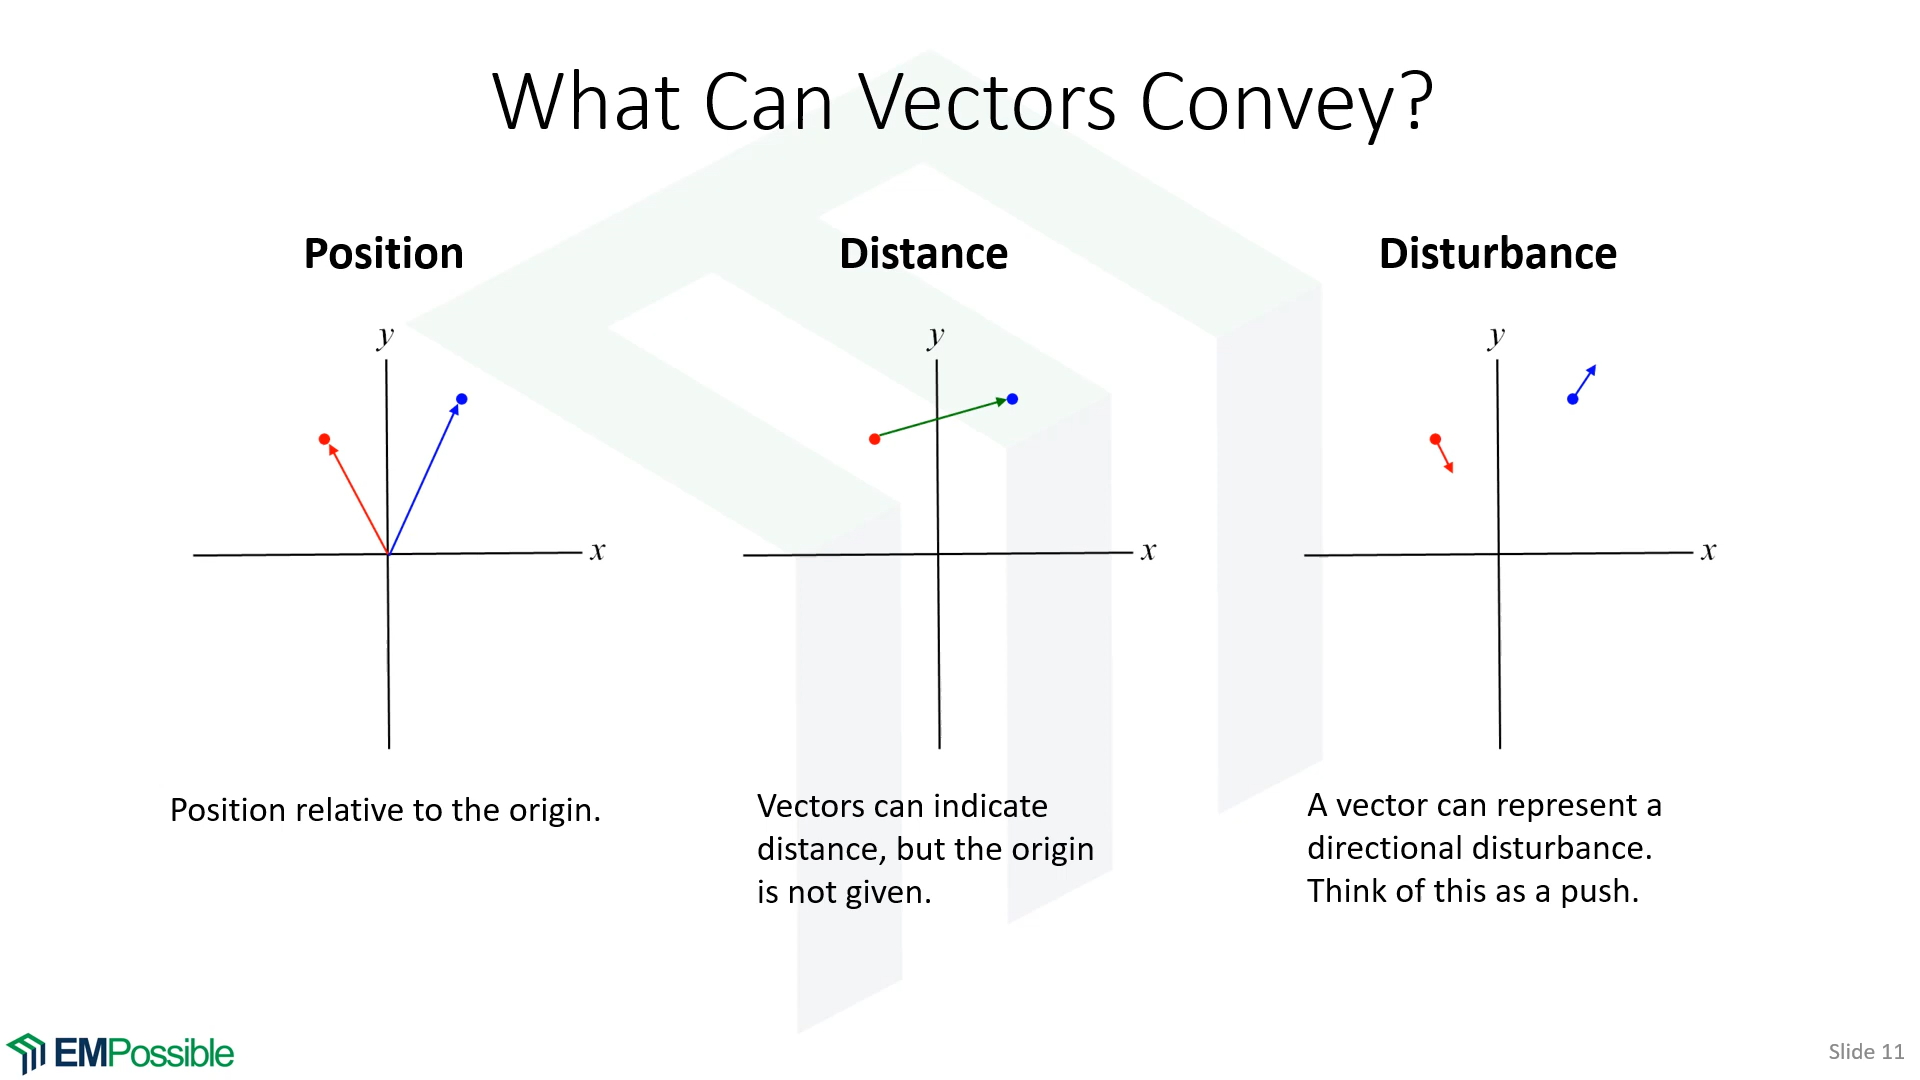 What Can Vectors Convey?
Position
Distance
Disturbance
y
x
y
x
y
x
Position relative to the origin.
Vectors can indicate
distance, but the origin
is not given.
A vector can represent a
directional disturbance.
Think of this as a push.
EMPossible
Slide 11